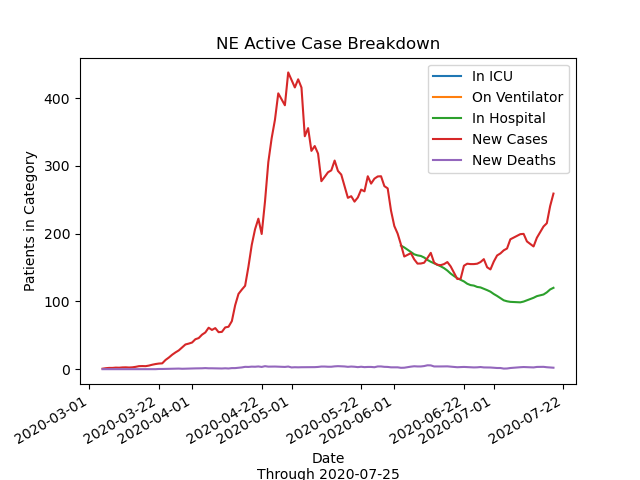 NE Active Case Breakdown
In ICU
On Ventilator
In Hospital
New Cases
New Deaths
Patients in Category
400
300
200
100
0
2020-03-01
2020-03-22
2020-04-01
2020-04-22
2020-05-01
2020-05-22
2020-06-01
2020-06-22
2020-07-01
2020-07-22
Date
Through 2020-07-25